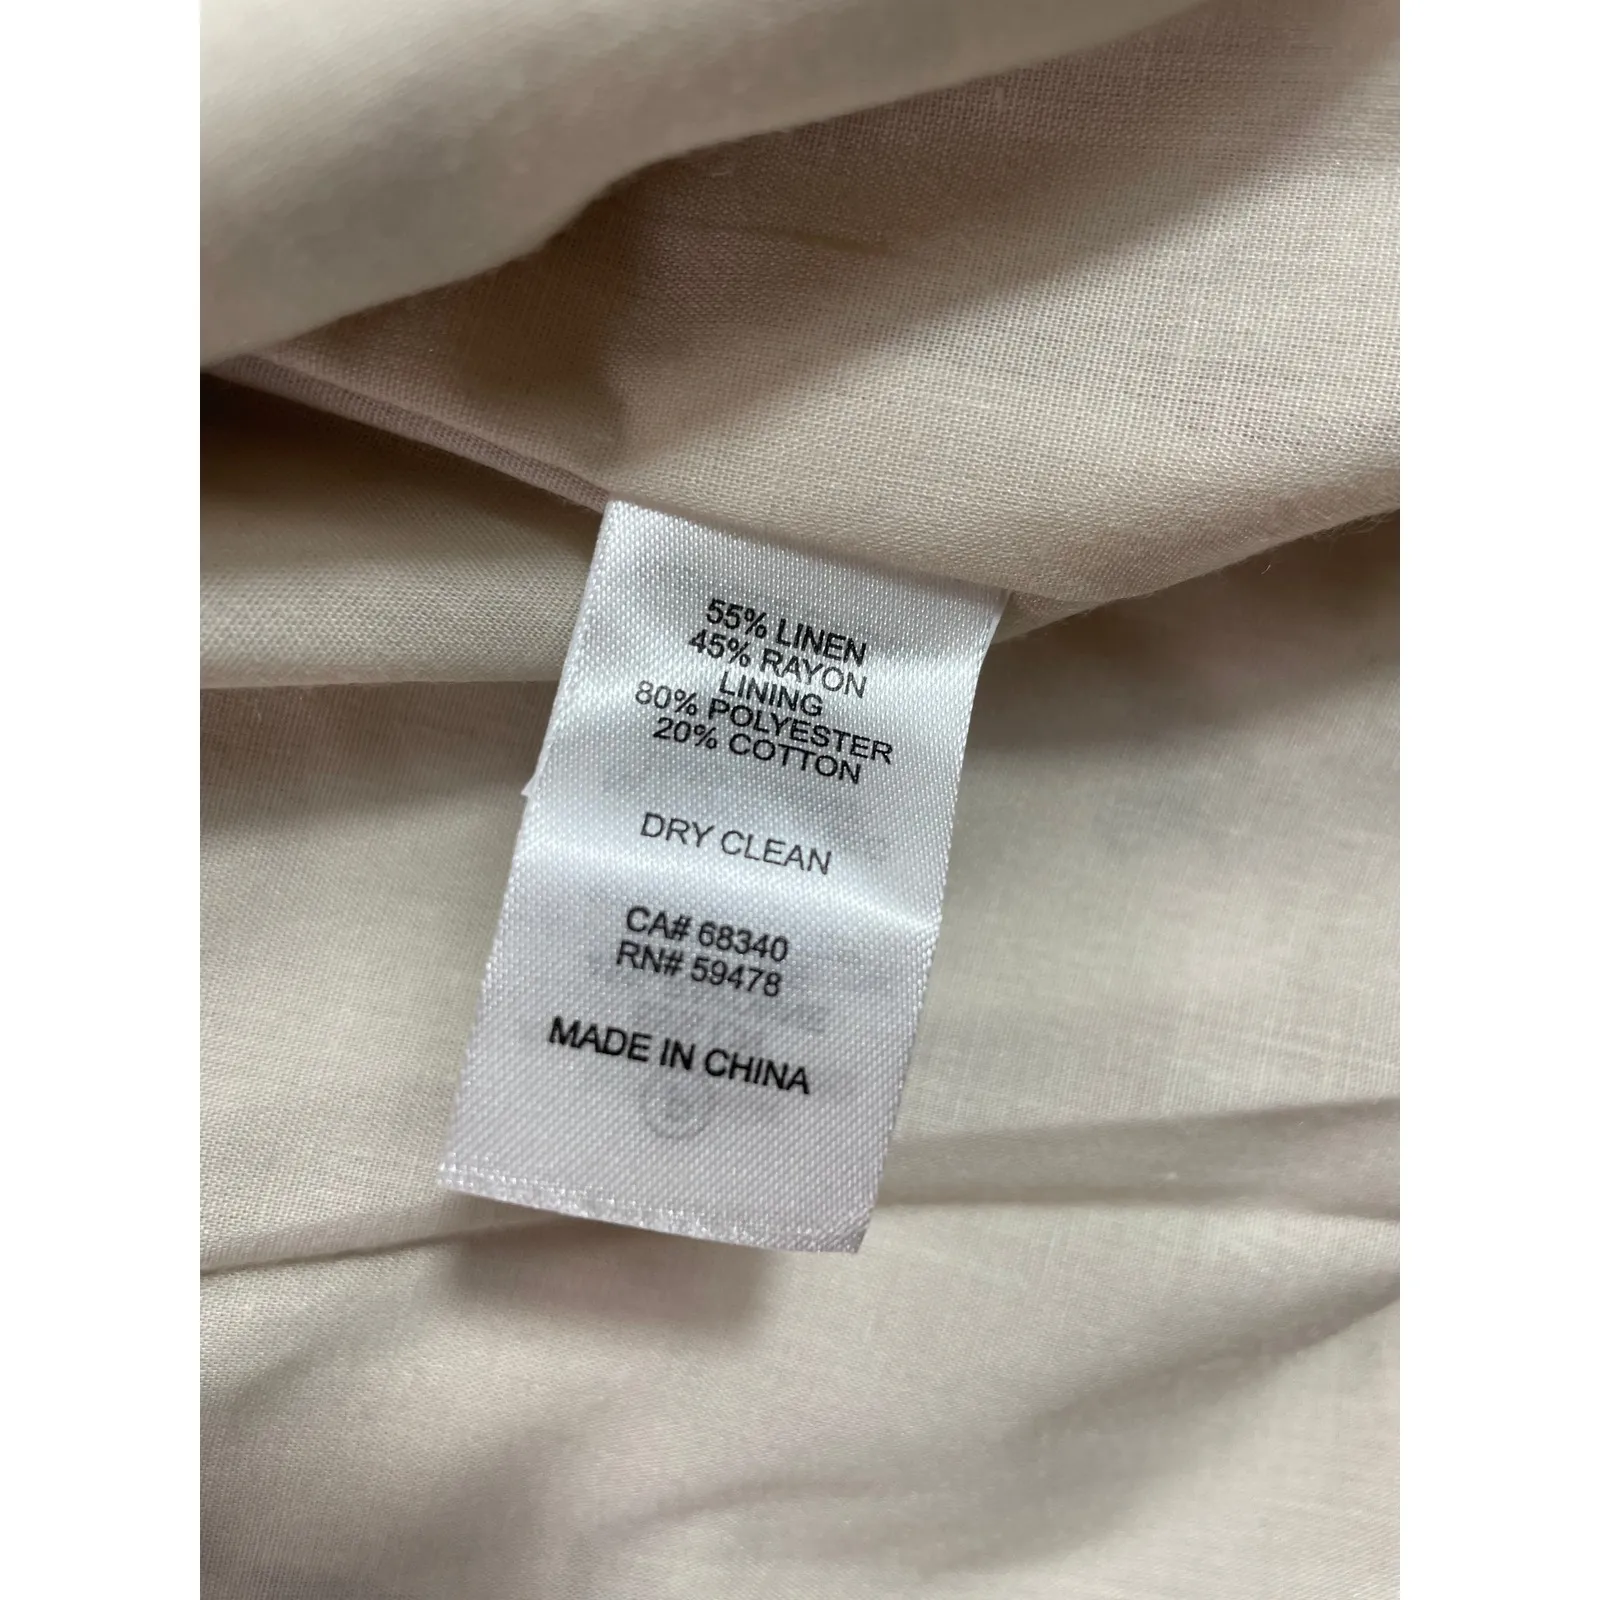 55% LINEN
45% RAYON
LINING
80% POLYESTER
20% COTTON
DRY CLEAN
CA# 68340
RN# 59478
MADE IN CHINA